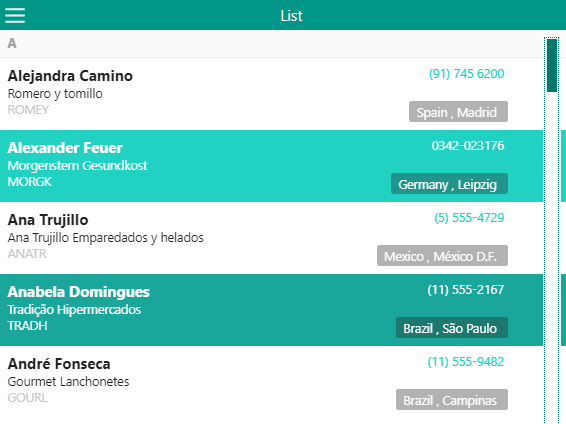 List
A
Alejandra Camino
(91) 745 6200
Romero y tomillo
ROMEY
Spain , Madrid
Alexander Feuer
0342-023176
Morgenstern Gesundkost
MORGK
Germany , Leipzig
Ana Trujillo
(5) 555-4729
Ana Trujillo Emparedados y helados
ANATR
Mexico , México D.F.
Anabela Domingues
(11) 555-2167
Tradição Hipermercados
TRADH
Brazil , São Paulo
André Fonseca
(11) 555-9482
Gourmet Lanchonetes
GOURL
Brazil , Campinas